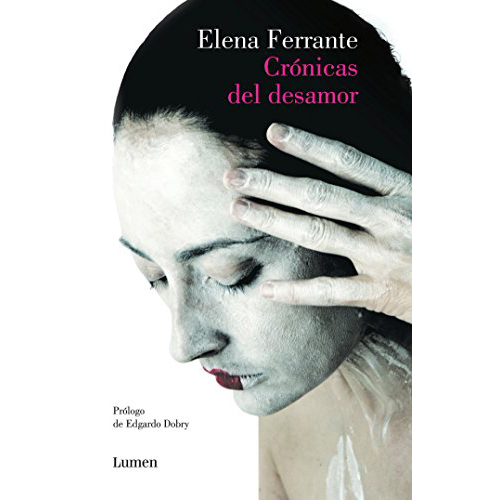 Elena Ferrante
Crónicas
del desamor
Prólogo
de Edgardo Dobry
Lumen